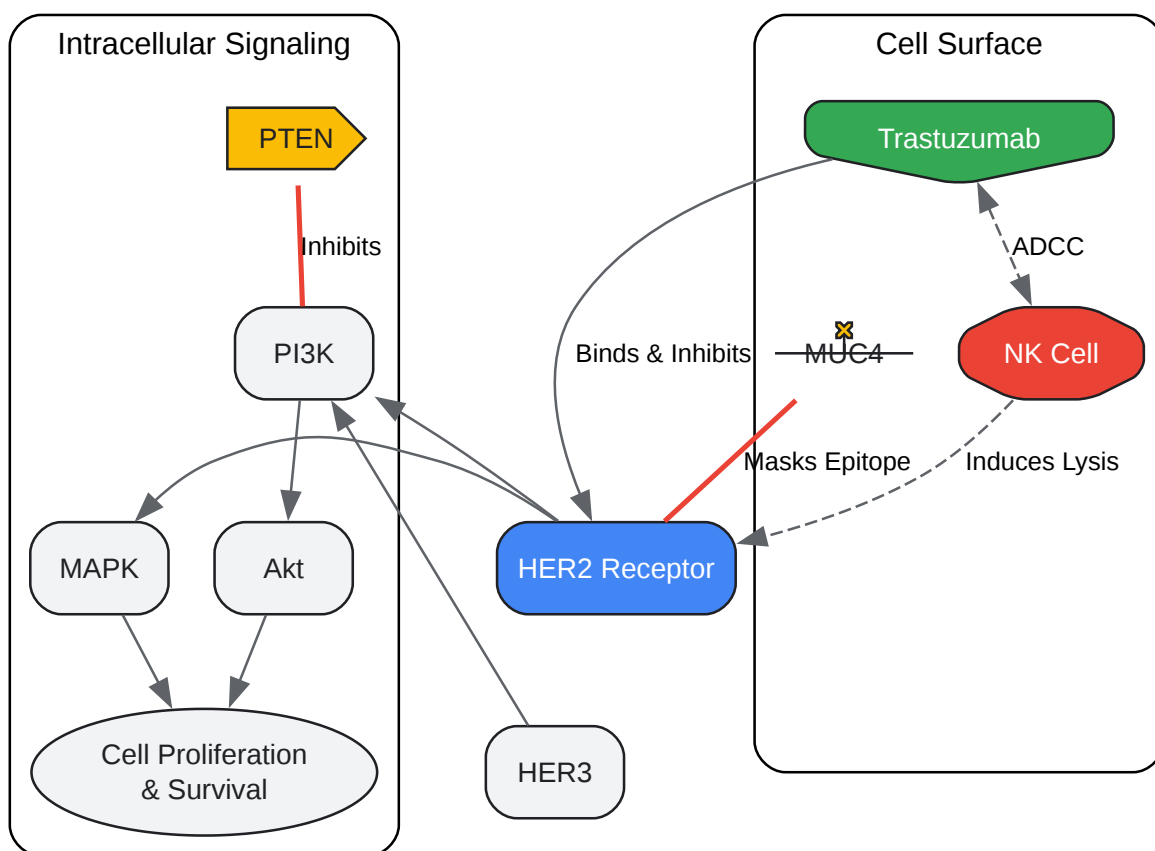 Intracellular Signaling
Cell Surface
PTEN
Trastuzumab
Inhibits
ADCC
PI3K
Binds & Inhibits
MUC4
NK Cell
Masks Epitope
Induces Lysis
MAPK
Akt
HER2 Receptor
Cell Proliferation
& Survival
HER3